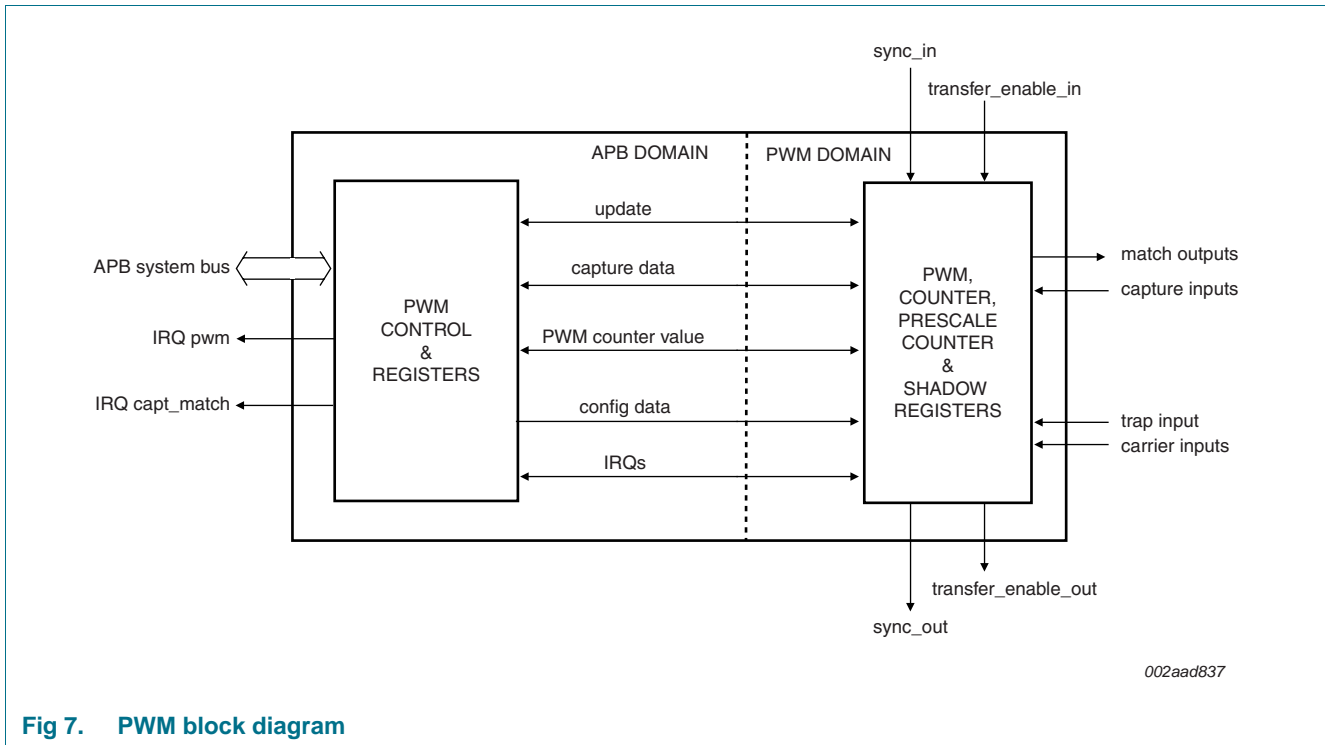 sync_in
transfer_enable_in
APB DOMAIN
PWM DOMAIN
update
capture data
PWM counter value
config data
IRQs
APB system bus
IRQ pwm
IRQ capt_match
PWM
CONTROL
&
REGISTERS
PWM,
COUNTER,
PRESCALE
COUNTER
&
SHADOW
REGISTERS
match outputs
capture inputs
trap input
carrier inputs
transfer_enable_out
sync_out
002aad837
Fig 7. PWM block diagram